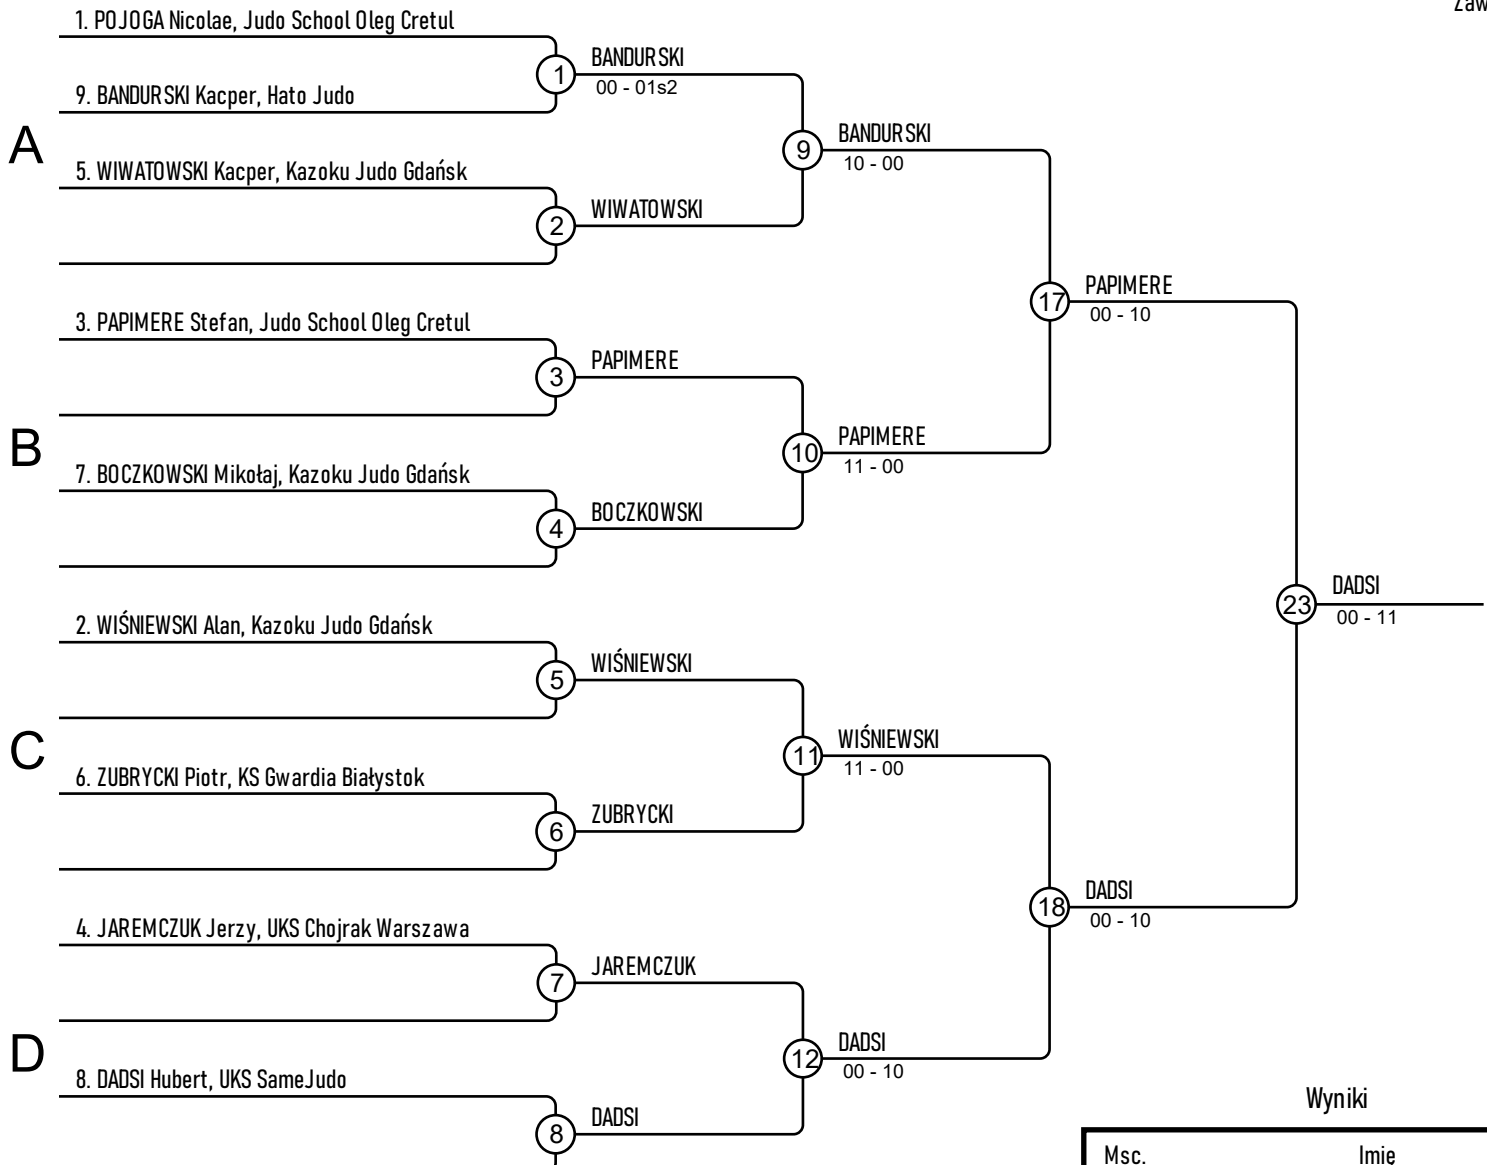 Zaw
1. POJOGA Nicolae, Judo School Oleg Cretul
1
BANDURSKI
00 - 01s2
9. BANDURSKI Kacper, Hato Judo
A
9
BANDURSKI
10 - 00
5. WIWATOWSKI Kacper, Kazoku Judo Gdańsk
2
WIWATOWSKI
17
PAPIMERE
00 - 10
3. PAPIMERE Stefan, Judo School Oleg Cretul
3
PAPIMERE
B
10
PAPIMERE
11 - 00
7. BOCZKOWSKI Mikołaj, Kazoku Judo Gdańsk
4
BOCZKOWSKI
23
DADSI
00 - 11
2. WIŚNIEWSKI Alan, Kazoku Judo Gdańsk
5
WIŚNIEWSKI
C
11
WIŚNIEWSKI
11 - 00
6. ZUBRYCKI Piotr, KS Gwardia Białystok
6
ZUBRYCKI
18
DADSI
00 - 10
4. JAREMCZUK Jerzy, UKS Chojrak Warszawa
7
JAREMCZUK
D
12
DADSI
00 - 10
8. DADSI Hubert, UKS SameJudo
8
DADSI
Wyniki
Msc. Imię